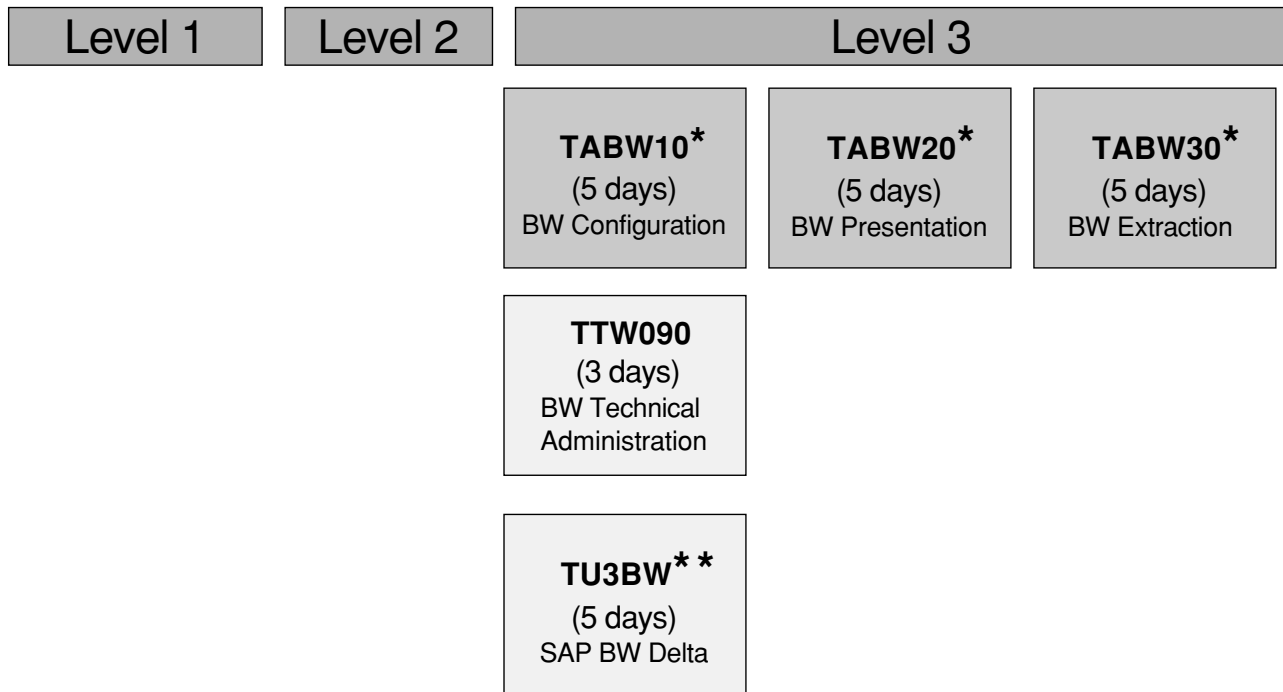 Level 1
Level 2
Level 3
TABW10*
(5 days)
BW Configuration
TABW20*
(5 days)
BW Presentation
TABW30*
(5 days)
BW Extraction
TTW090
(3 days)
BW Technical
Administration
TU3BW**
(5 days)
SAP BW Delta